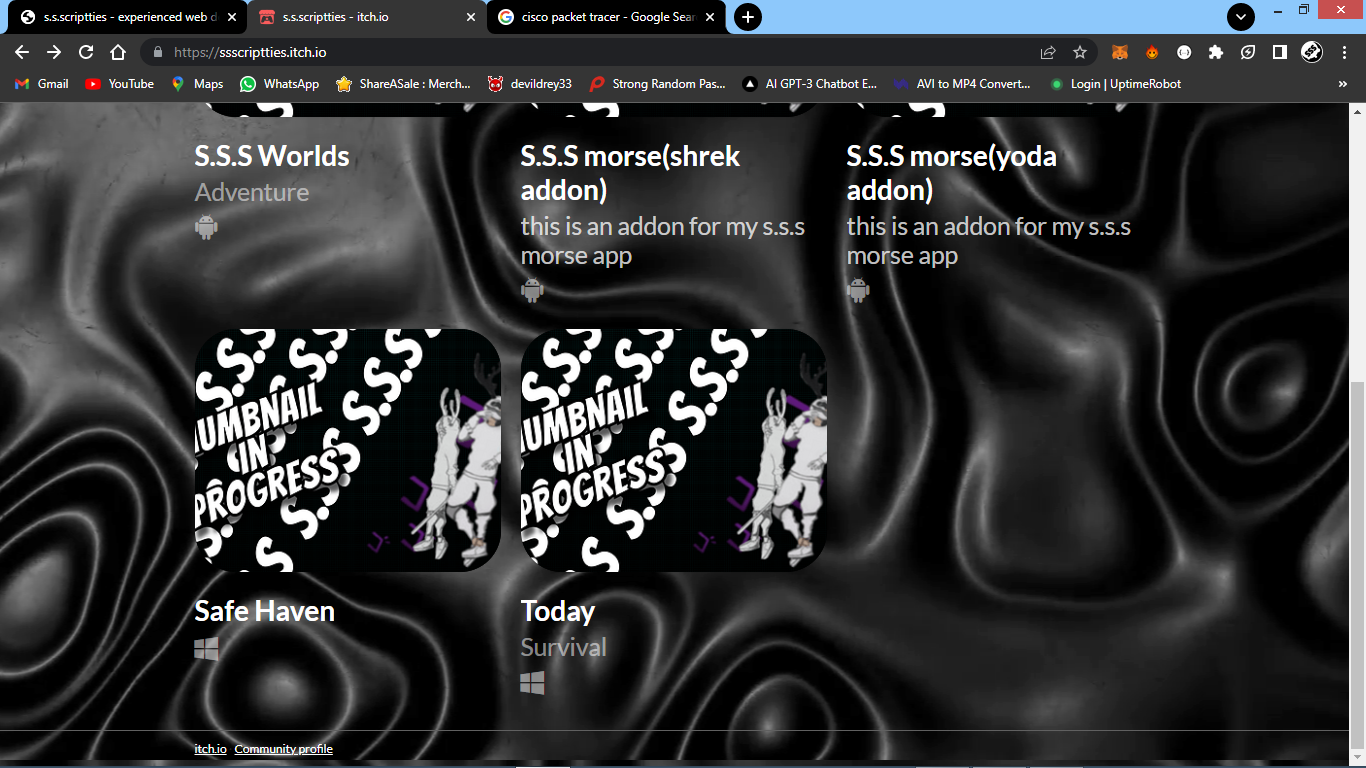 s.s.scriptties - experienced web d
s.s.scriptties - itch.io
cisco packet tracer - Google Sear
https://ssscriptties.itch.io
Gmail
YouTube
Maps
WhatsApp
ShareASale : Merch...
devildrey33
Strong Random Pas...
AI GPT-3 Chatbot E...
AVI to MP4 Convert...
Login | UptimeRobot
»
S.S.S Worlds
Adventure
S.S.S morse(shrek
addon)
this is an addon for my s.s.s
morse app
S.S.S morse(yoda
addon)
this is an addon for my s.s.s
morse app
S.S.S
S.S.S
S.S.S
UMBNAIL
IN
PROGRESS
S.S.S
S.S.S
S.S.S
UMBNAIL
IN
PROGRESS
Safe Haven
Today
Survival
itch.io
Community profile